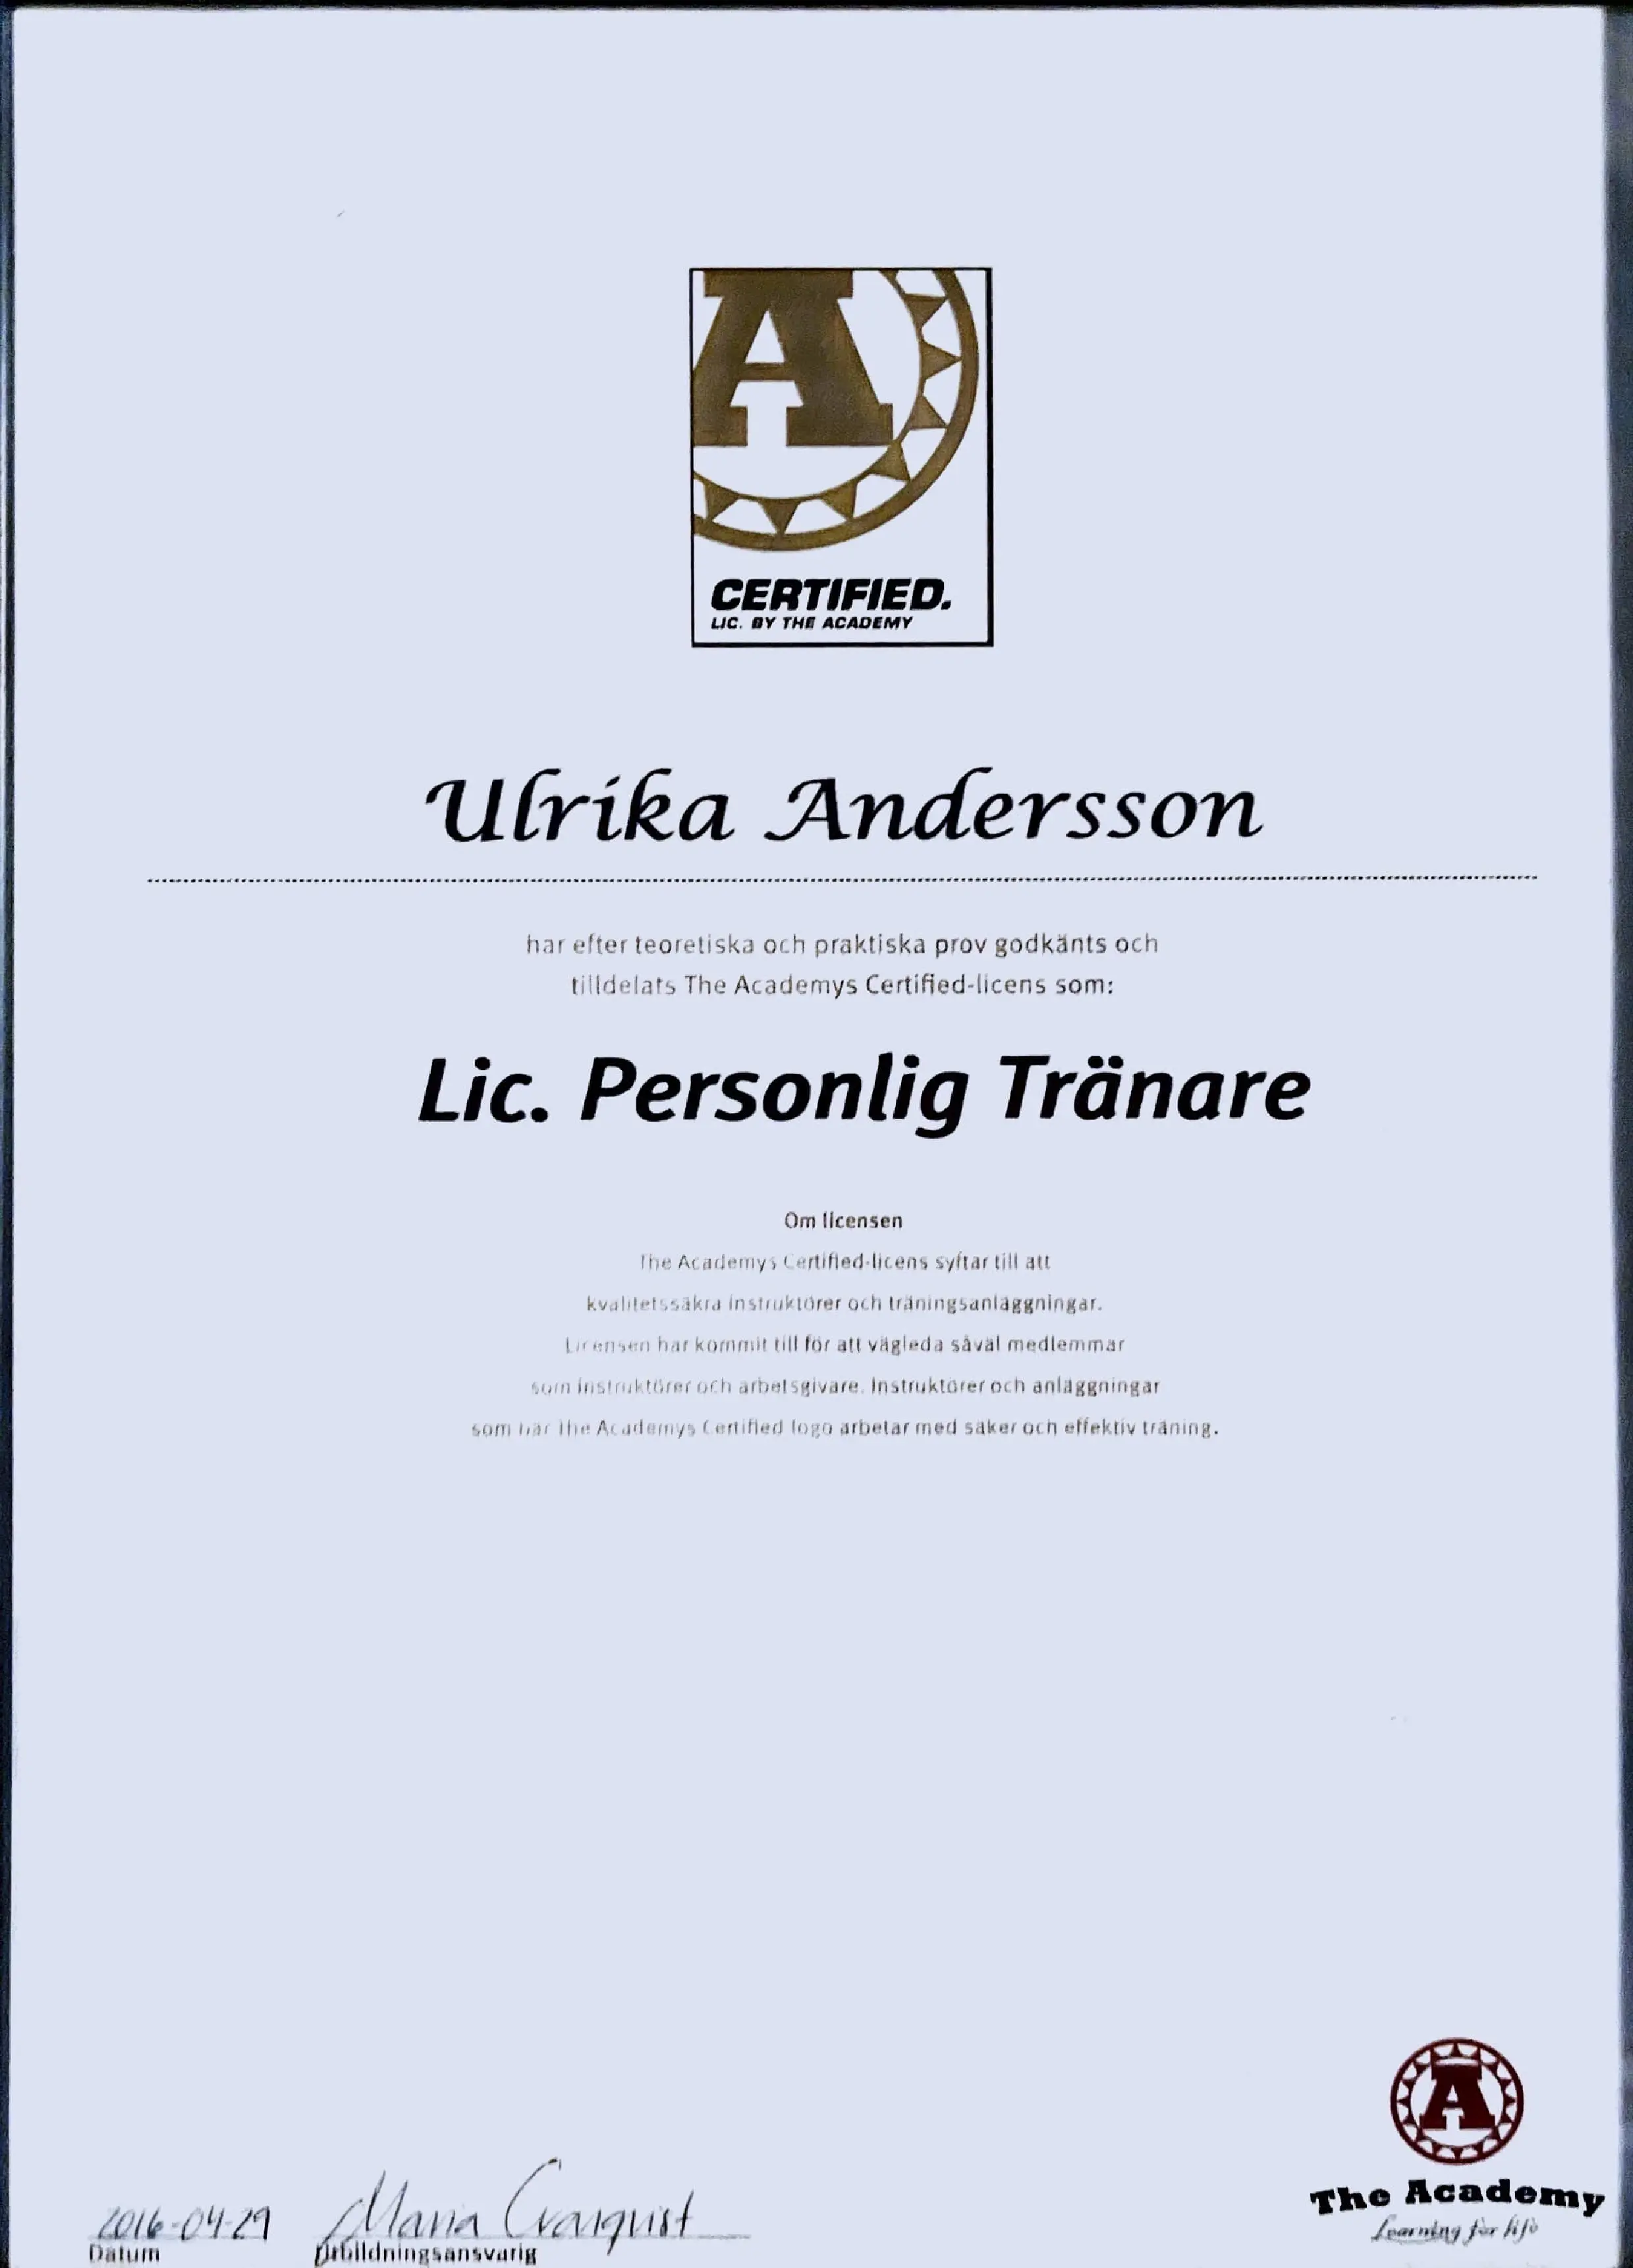 A
CERTIFIED.
LIC. BY THE ACADEMY
Ulrika Andersson
har efter teoretiska och praktiska prov godkänts och
tilldelats The Academys Certified-licens som:
Lic. Personlig Tränare
Om licensen
The Academys Certified-licens syftar till att
kvalitetssäkra instruktörer och träningsanläggningar.
Licensen har kommit till för att vägleda såväl medlemmar
som instruktörer och arbetsgivare. Instruktörer och anläggningar
som har The Academys Certified logo arbetar med säker och effektiv träning.
2016-04-29 Maria
Datum Utbildningsansvarig
A
The Academy
Learning for life